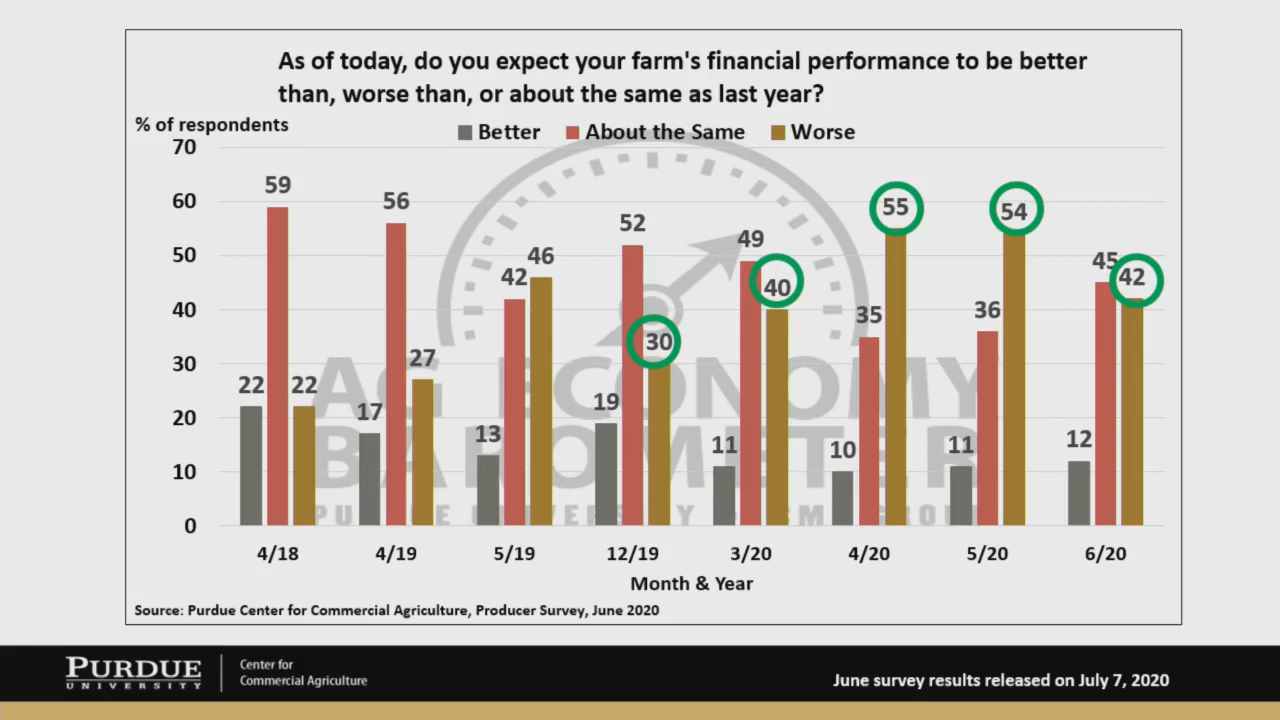 As of today, do you expect your farm's financial performance to be better
than, worse than, or about the same as last year?
% of respondents
Better About the Same Worse
70
60
50
40
30
20
10
0
22 59 22
17 56 27
13 42 46
19 52 30
11 49 40
10 35 55
11 36 54
12 45 42
AG ECONOMY
BAROMETER
4/18 4/19 5/19 12/19 3/20 4/20 5/20 6/20
Month & Year
Source: Purdue Center for Commercial Agriculture, Producer Survey, June 2020
PURDUE
UNIVERSITY
Center for
Commercial Agriculture
June survey results released on July 7, 2020